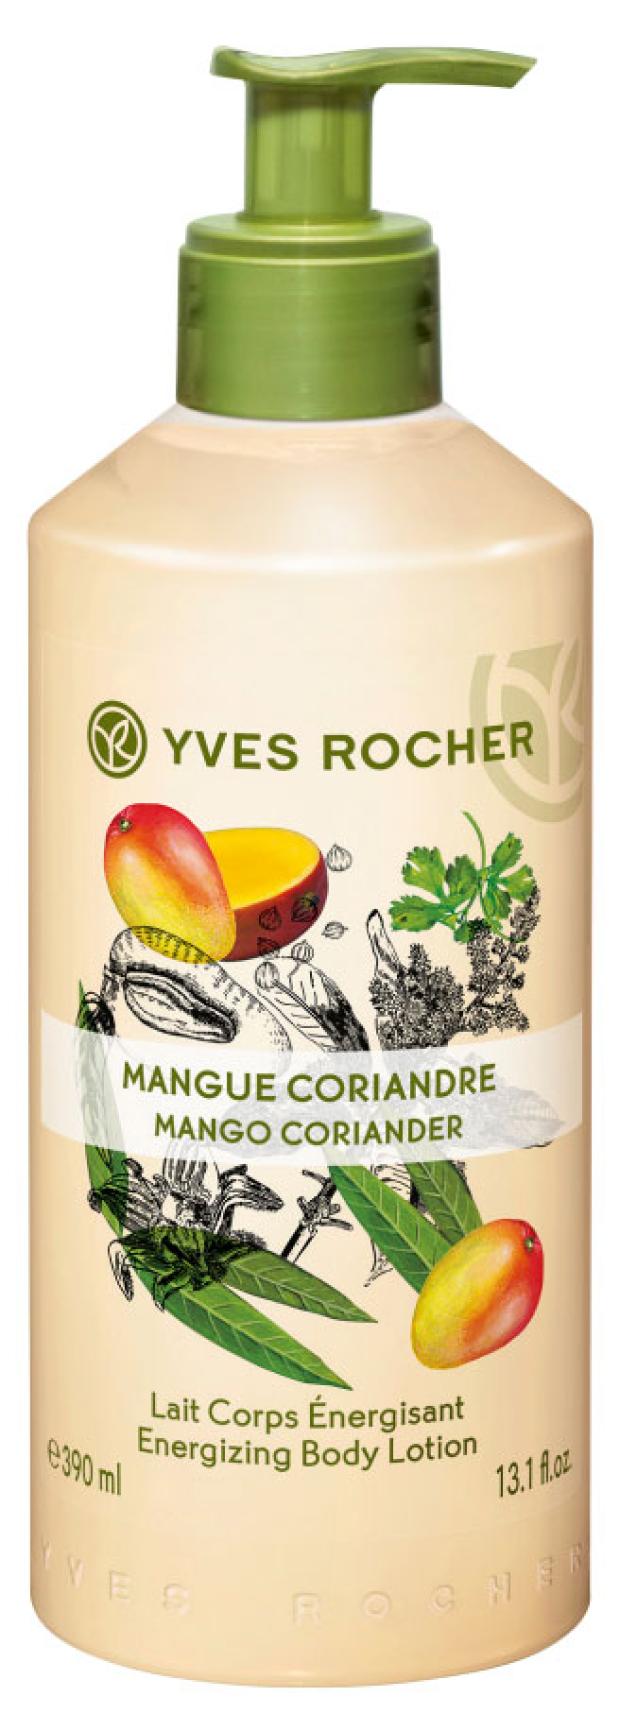 YVES ROCHER
MANGUE CORIANDRE
MANGO CORIANDER
Lait Corps Énergisant
Energizing Body Lotion
e390 ml
13.1 fl.oz.
YVES ROCHER